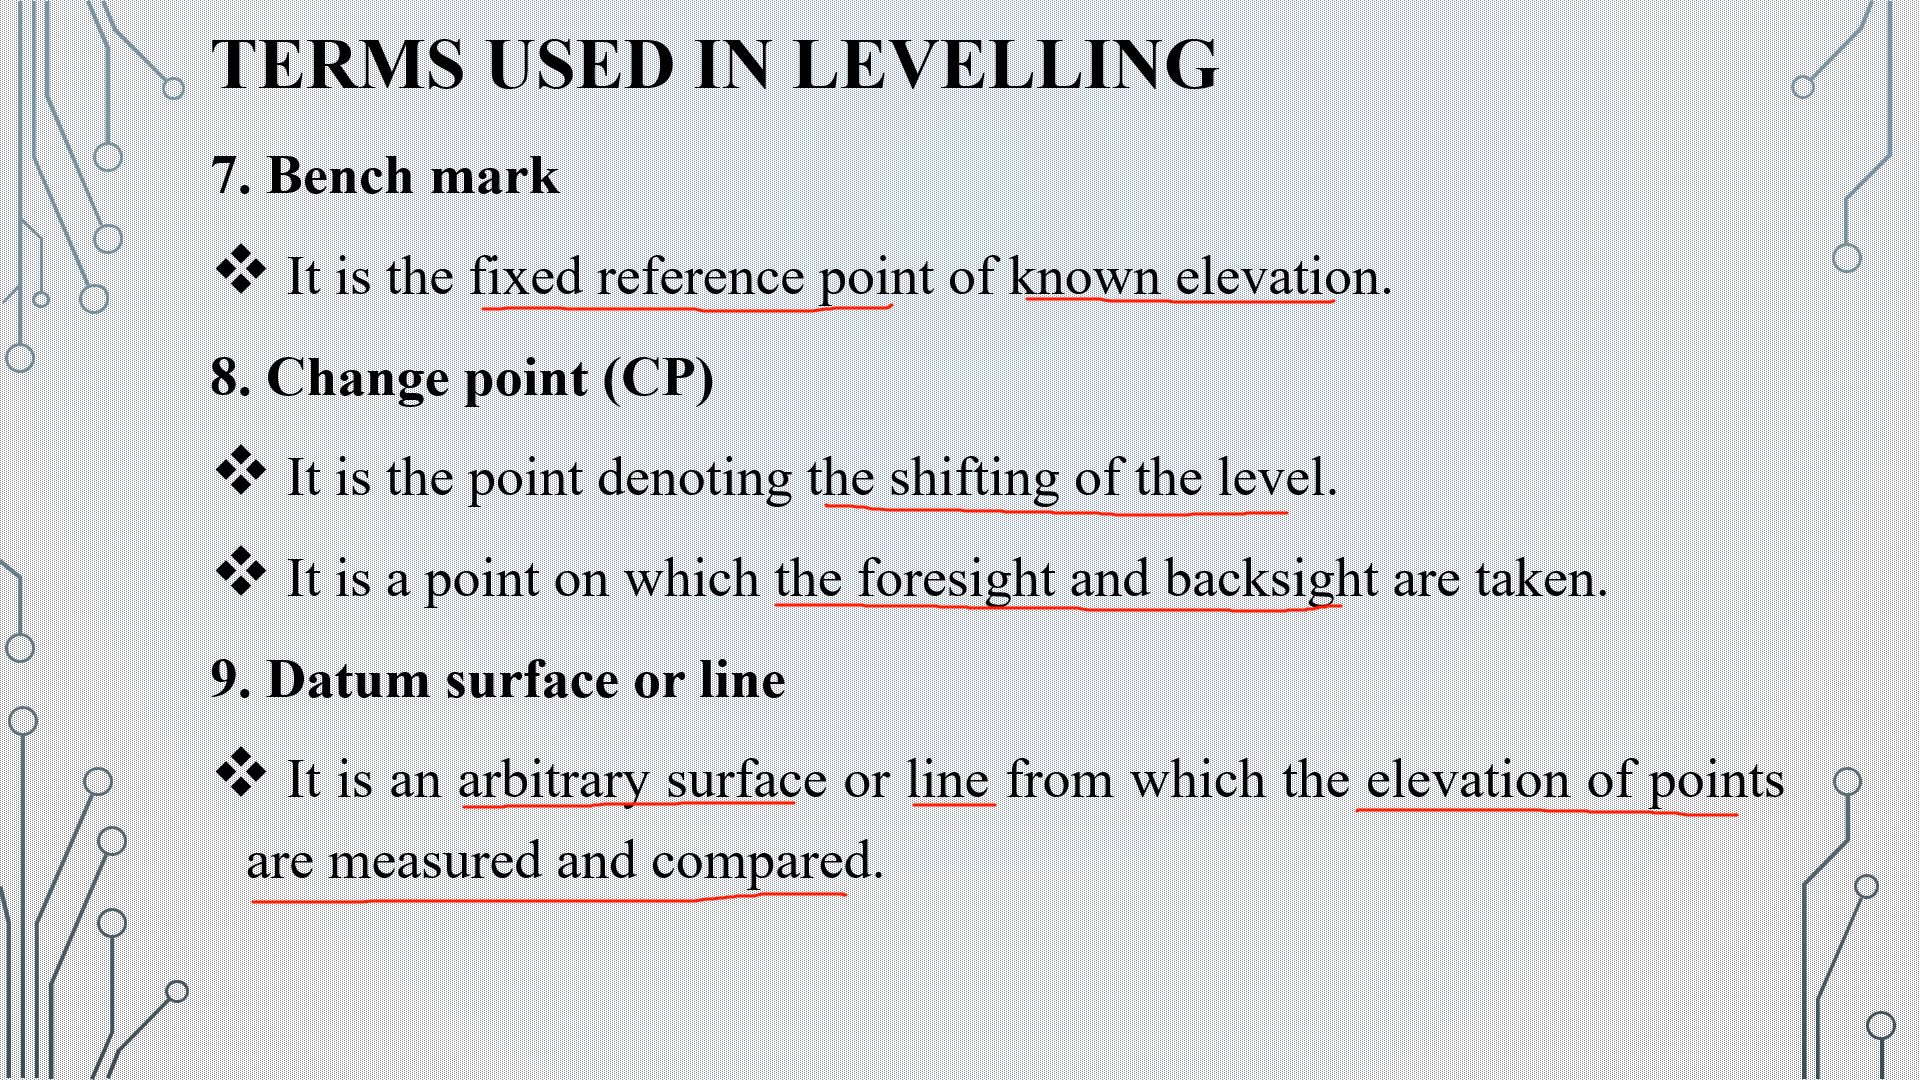 TERMS USED IN LEVELLING
7. Bench mark
❖ It is the fixed reference point of known elevation.
8. Change point (CP)
❖ It is the point denoting the shifting of the level.
❖ It is a point on which the foresight and backsight are taken.
9. Datum surface or line
❖ It is an arbitrary surface or line from which the elevation of points
are measured and compared.